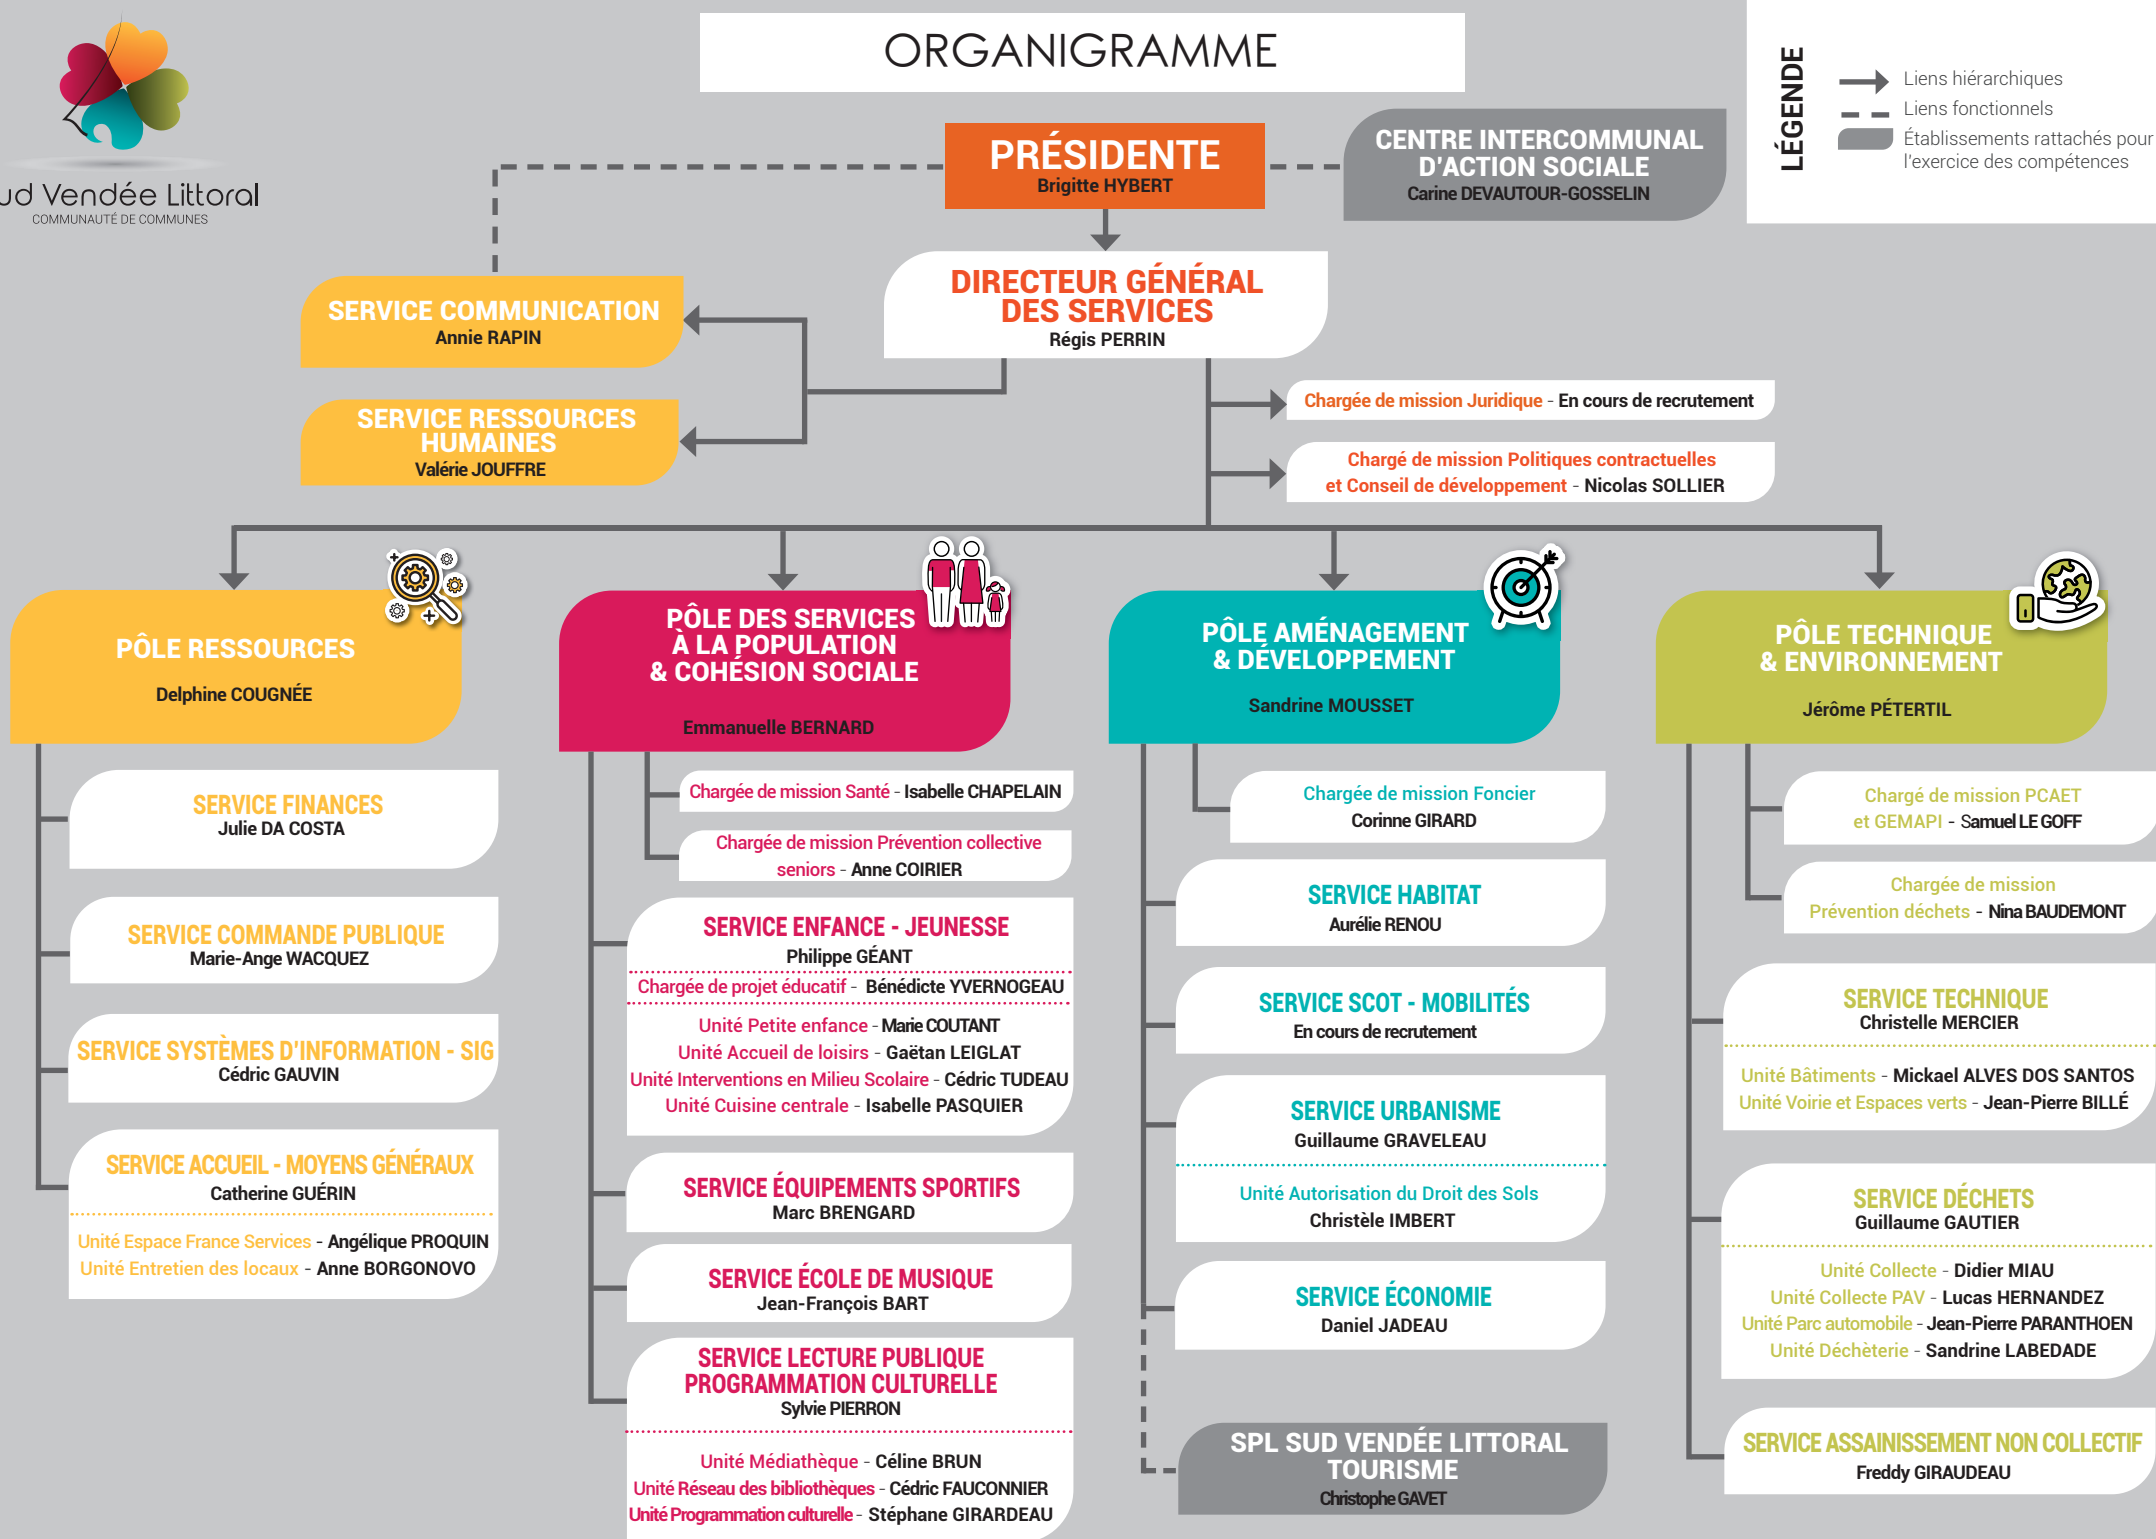 ud Vendée Littoral
COMMUNAUTÉ DE COMMUNES
ORGANIGRAMME
LÉGENDE
Liens hiérarchiques
Liens fonctionnels
Établissements rattachés pour
l'exercice des compétences
PRÉSIDENTE
Brigitte HYBERT
CENTRE INTERCOMMUNAL
D'ACTION SOCIALE
Carine DEVAUTOUR-GOSSELIN
DIRECTEUR GÉNÉRAL
DES SERVICES
Régis PERRIN
SERVICE COMMUNICATION
Annie RAPIN
SERVICE RESSOURCES
HUMAINES
Valérie JOUFFRE
Chargée de mission Juridique - En cours de recrutement
Chargé de mission Politiques contractuelles
et Conseil de développement - Nicolas SOLLIER
PÔLE RESSOURCES
Delphine COUGNÉE
SERVICE FINANCES
Julie DA COSTA
SERVICE COMMANDE PUBLIQUE
Marie-Ange WACQUEZ
SERVICE SYSTÈMES D'INFORMATION - SIG
Cédric GAUVIN
SERVICE ACCUEIL - MOYENS GÉNÉRAUX
Catherine GUÉRIN
Unité Espace France Services - Angélique PROQUIN
Unité Entretien des locaux - Anne BORGONOVO
PÔLE DES SERVICES
À LA POPULATION
& COHÉSION SOCIALE
Emmanuelle BERNARD
Chargée de mission Santé - Isabelle CHAPELAIN
Chargée de mission Prévention collective
seniors - Anne COIRIER
SERVICE ENFANCE - JEUNESSE
Philippe GÉANT
Chargée de projet éducatif - Bénédicte YVERNOGEAU
Unité Petite enfance - Marie COUTANT
Unité Accueil de loisirs - Gaëtan LEIGLAT
Unité Interventions en Milieu Scolaire - Cédric TUDEAU
Unité Cuisine centrale - Isabelle PASQUIER
SERVICE ÉQUIPEMENTS SPORTIFS
Marc BRENGARD
SERVICE ÉCOLE DE MUSIQUE
Jean-François BART
SERVICE LECTURE PUBLIQUE
PROGRAMMATION CULTURELLE
Sylvie PIERRON
Unité Médiathèque - Céline BRUN
Unité Réseau des bibliothèques - Cédric FAUCONNIER
Unité Programmation culturelle - Stéphane GIRARDEAU
PÔLE AMÉNAGEMENT
& DÉVELOPPEMENT
Sandrine MOUSSET
Chargée de mission Foncier
Corinne GIRARD
SERVICE HABITAT
Aurélie RENOU
SERVICE SCOT - MOBILITÉS
En cours de recrutement
SERVICE URBANISME
Guillaume GRAVELEAU
Unité Autorisation du Droit des Sols
Christèle IMBERT
SERVICE ÉCONOMIE
Daniel JADEAU
SPL SUD VENDÉE LITTORAL
TOURISME
Christophe GAVET
PÔLE TECHNIQUE
& ENVIRONNEMENT
Jérôme PÉTERTIL
Chargé de mission PCAET
et GEMAPI - Samuel LE GOFF
Chargée de mission
Prévention déchets - Nina BAUDEMONT
SERVICE TECHNIQUE
Christelle MERCIER
Unité Bâtiments - Mickael ALVES DOS SANTOS
Unité Voirie et Espaces verts - Jean-Pierre BILLÉ
SERVICE DÉCHETS
Guillaume GAUTIER
Unité Collecte - Didier MIAU
Unité Collecte PAV - Lucas HERNANDEZ
Unité Parc automobile - Jean-Pierre PARANTHOEN
Unité Déchèterie - Sandrine LABEDADE
SERVICE ASSAINISSEMENT NON COLLECTIF
Freddy GIRAUDEAU